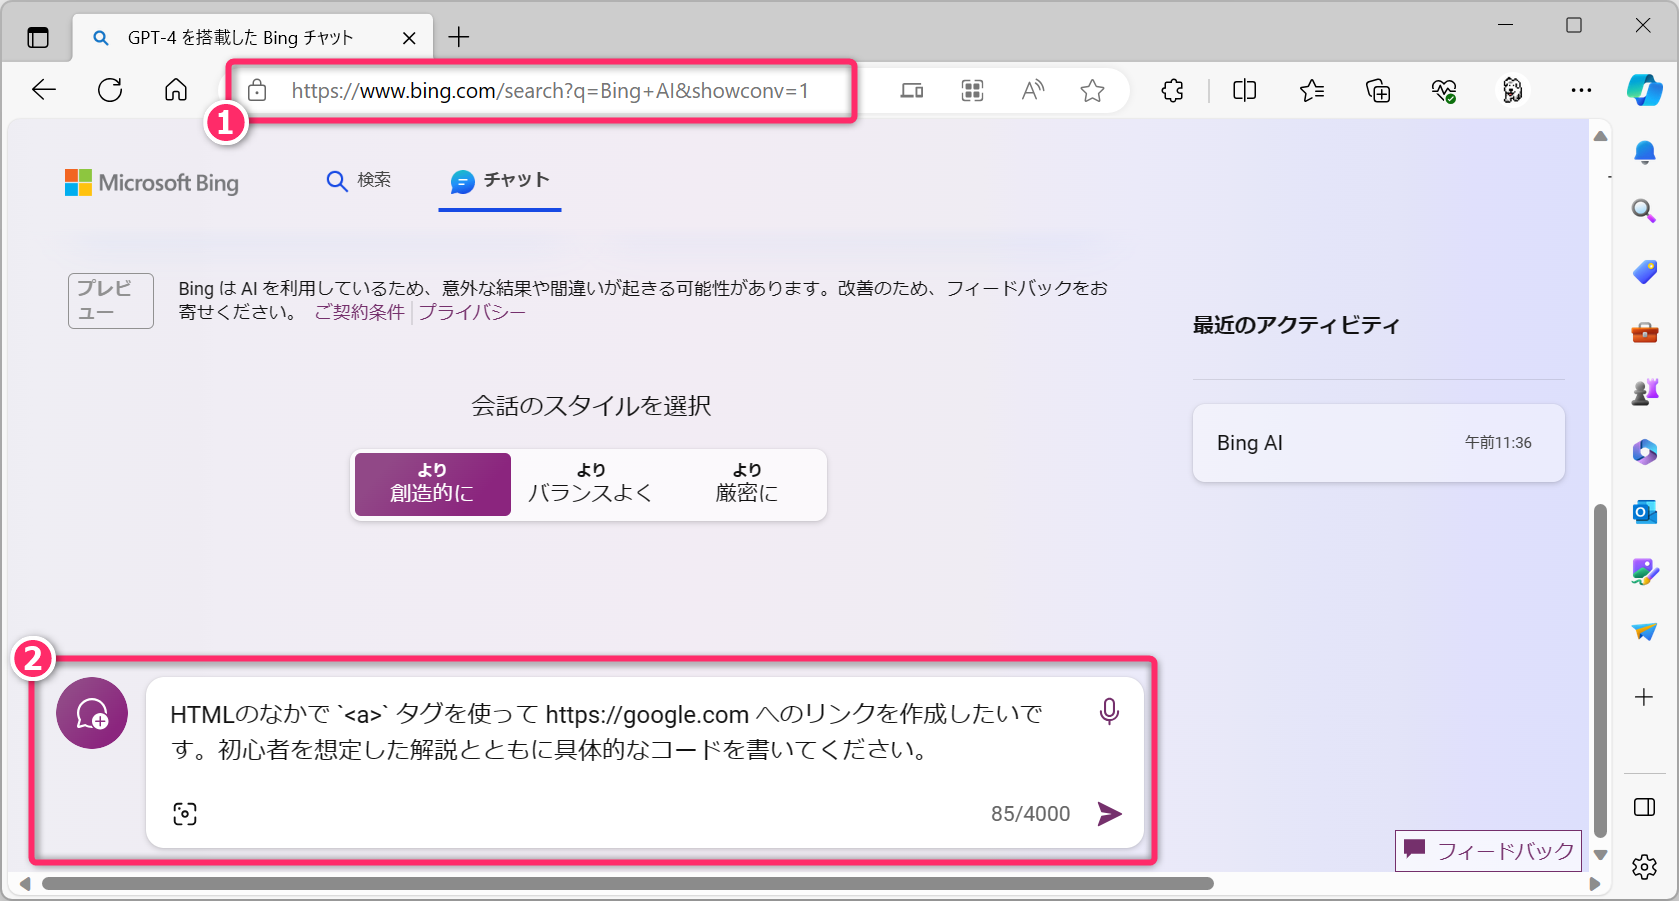 GPT-4 を搭載した Bing チャット
https://www.bing.com/search?q=Bing+AI&showconv=1
1
Microsoft Bing
検索
チャット
プレビ
ュー
Bing は AI を利用しているため、意外な結果や間違いが起きる可能性があります。改善のため、フィードバックをお
寄せください。 ご契約条件 プライバシー
最近のアクティビティ
Bing AI 午前11:36
会話のスタイルを選択
より
創造的に
より
バランスよく
より
厳密に
2
HTMLのなかで `<a>` タグを使って https://google.com へのリンクを作成したいで
す。初心者を想定した解説とともに具体的なコードを書いてください。
85/4000
フィードバック